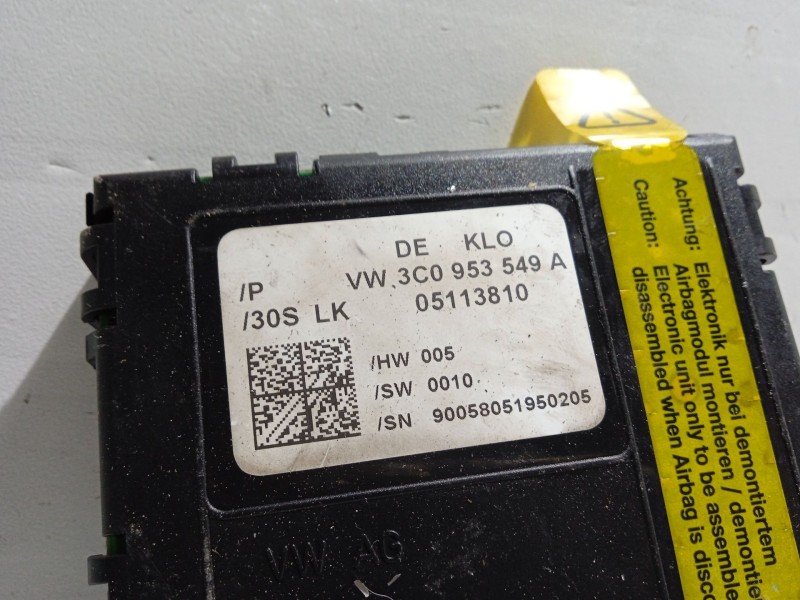 DE KLO
/P VW 3C0 953 549 A
/30S LK 05113810
/HW 005
/SW 0010
/SN 90058051950205
VW AG
Achtung: Elektronik nur bei demontiertem
Airbagmodul montieren / demontie
Caution: Electronic unit only to be assemble
disassembled when Airbag is disco